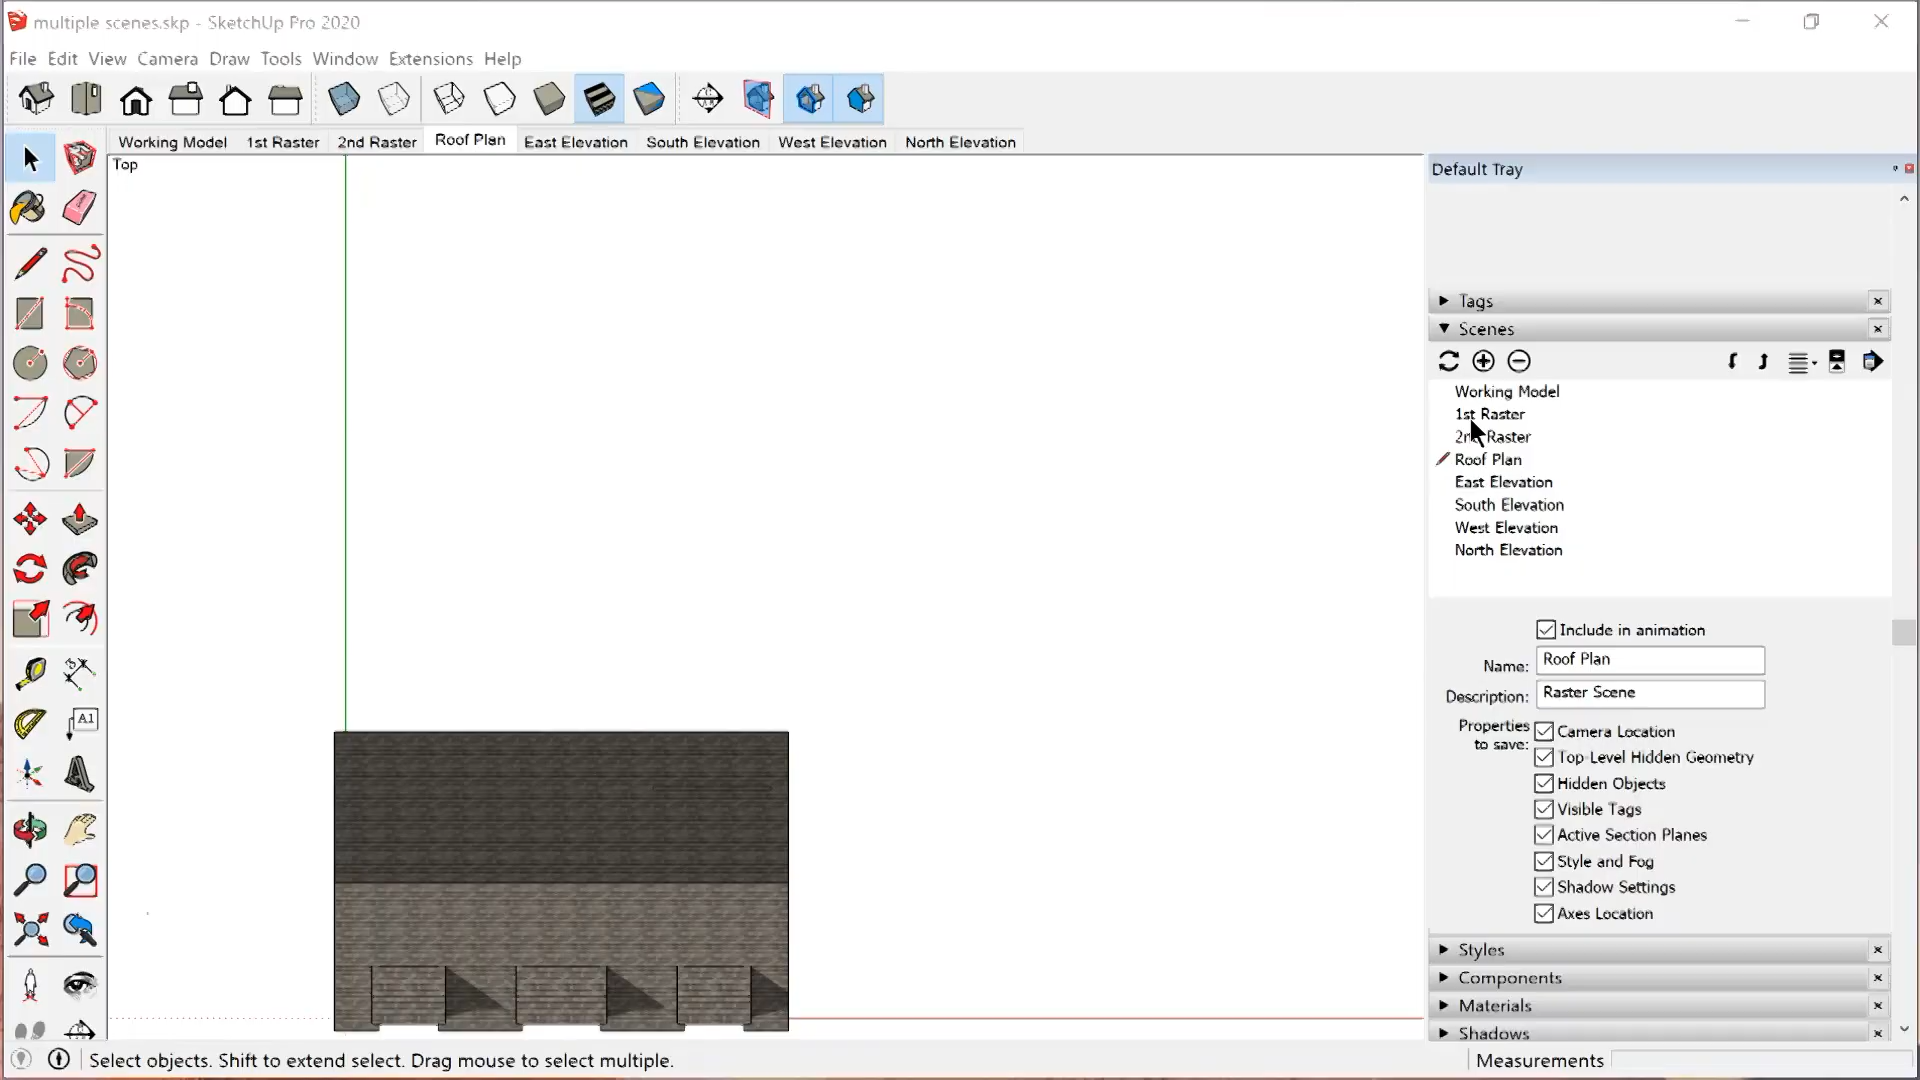 multiple scenes.skp - SketchUp Pro 2020
File Edit View Camera Draw Tools Window Extensions Help
Working Model 1st Raster 2nd Raster Roof Plan East Elevation South Elevation West Elevation North Elevation
Top
Default Tray
Tags
Scenes
Working Model
1st Raster
2nd Raster
Roof Plan
East Elevation
South Elevation
West Elevation
North Elevation
Include in animation
Name: Roof Plan
Description: Raster Scene
Properties to save:
Camera Location
Top-Level Hidden Geometry
Hidden Objects
Visible Tags
Active Section Planes
Style and Fog
Shadow Settings
Axes Location
Styles
Components
Materials
Shadows
A1
Select objects. Shift to extend select. Drag mouse to select multiple.
Measurements